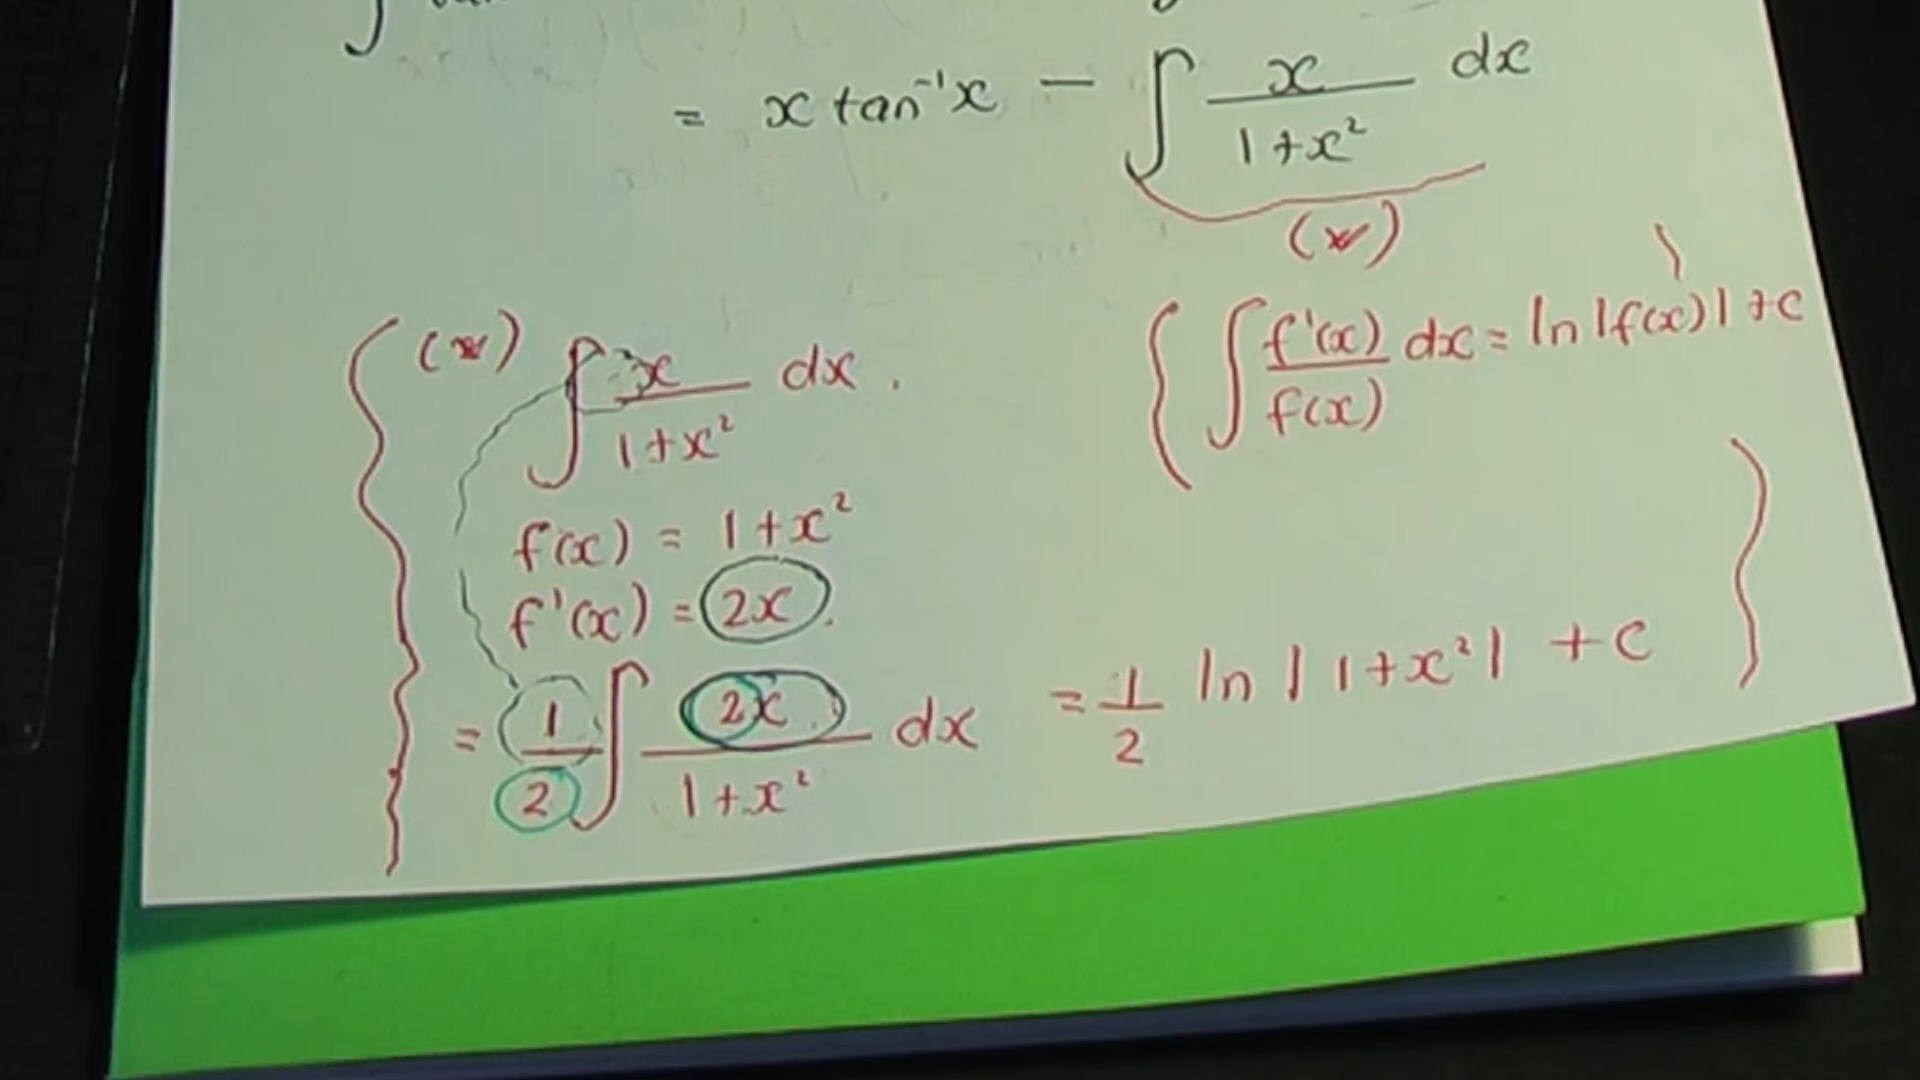 = x tan⁻¹x − ∫ x/(1+x²) dx
(*)
(*) ∫ x/(1+x²) dx .
{ ∫ f'(x)/f(x) dx = ln |f(x)| + c }
f(x) = 1+x²
f'(x) = 2x .
= 1/2 ∫ 2x/(1+x²) dx = 1/2 ln |1+x²| + c